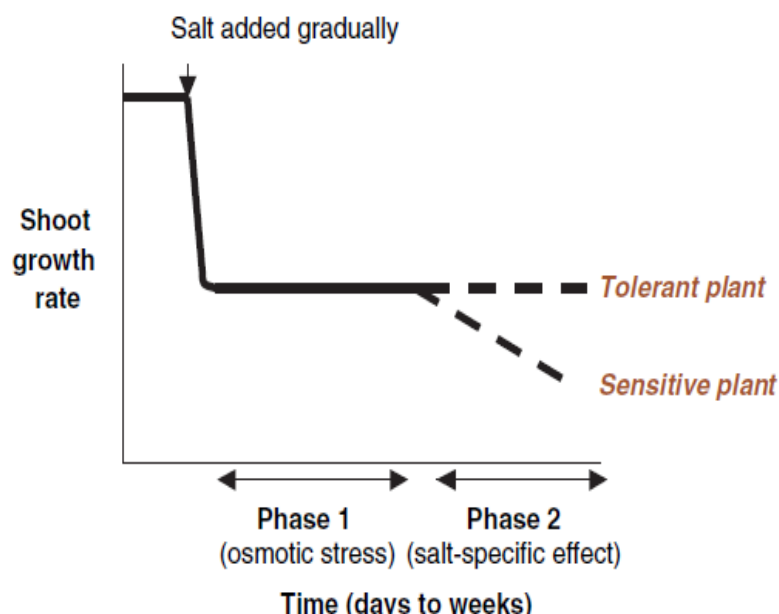 Salt added gradually
Shoot
growth
rate
Tolerant plant
Sensitive plant
Phase 1
(osmotic stress)
Phase 2
(salt-specific effect)
Time (days to weeks)